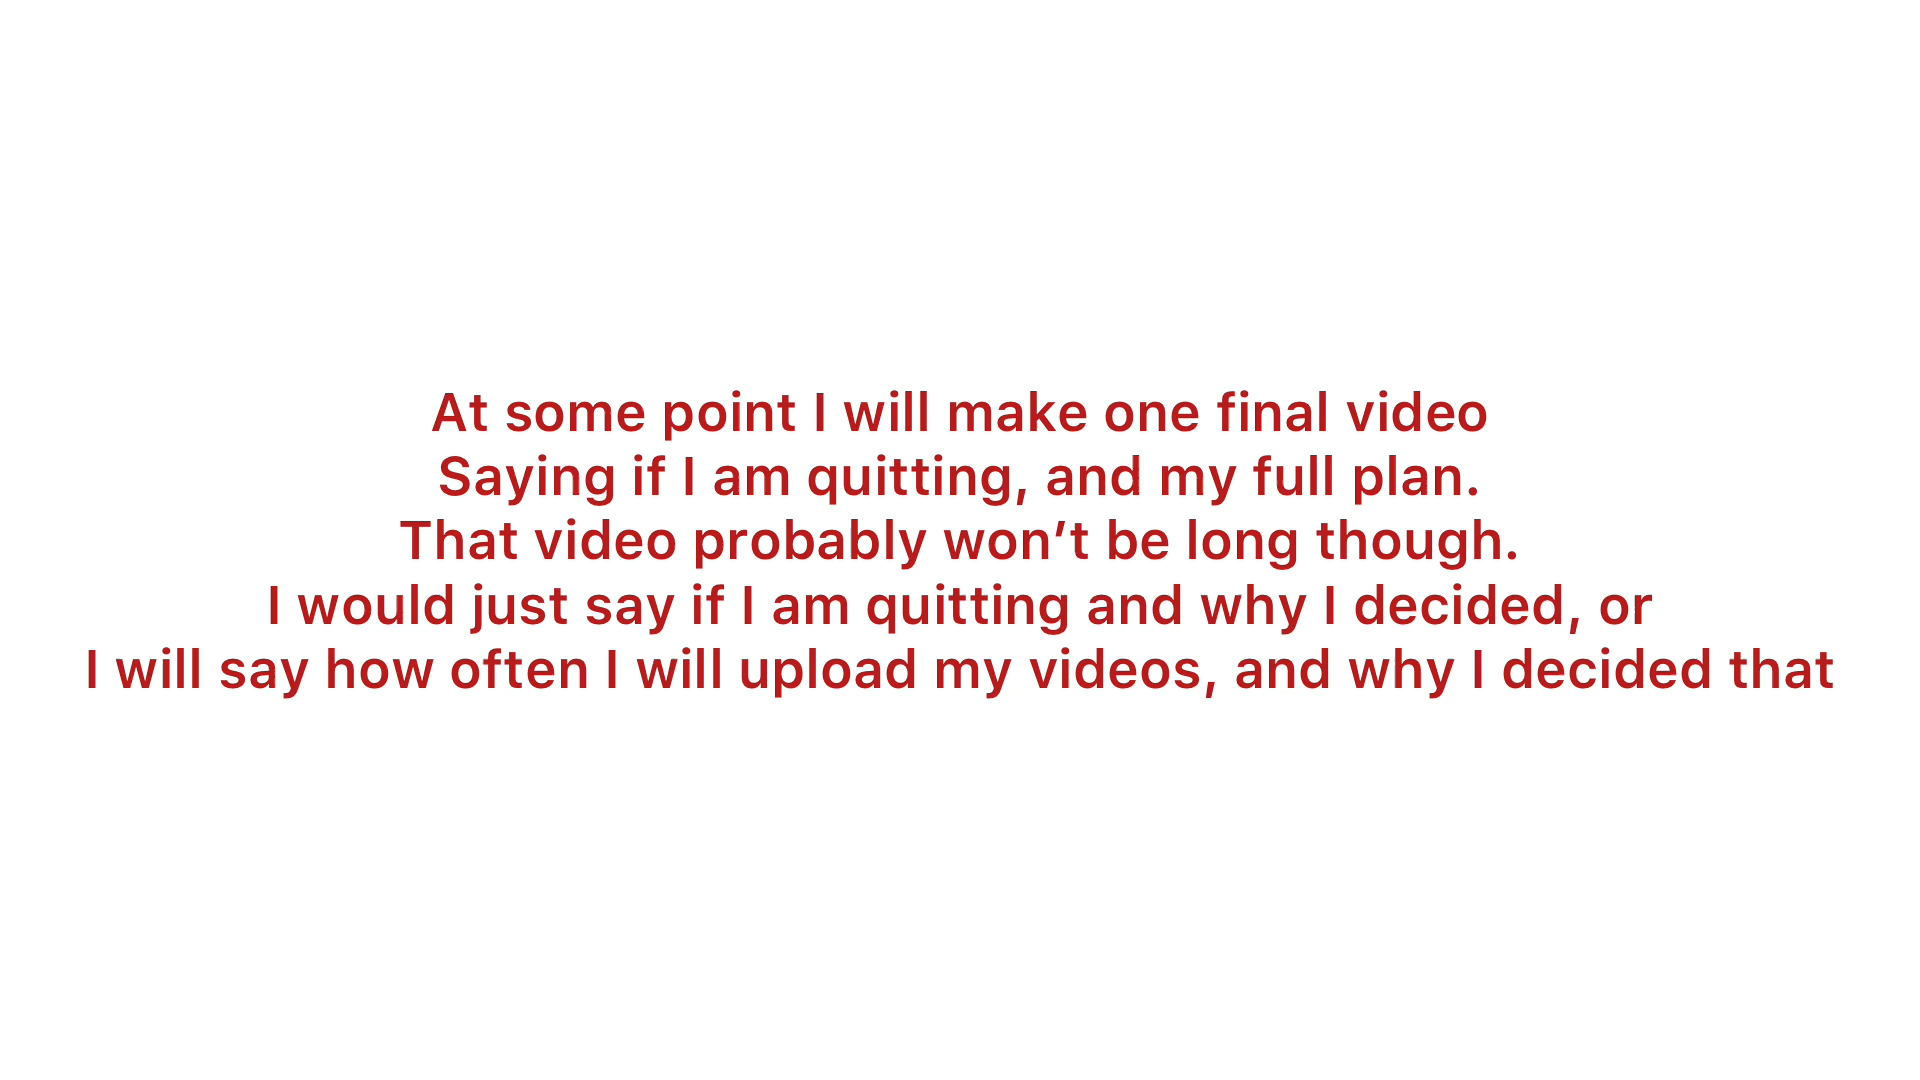 At some point I will make one final video
Saying if I am quitting, and my full plan.
That video probably won’t be long though.
I would just say if I am quitting and why I decided, or
I will say how often I will upload my videos, and why I decided that